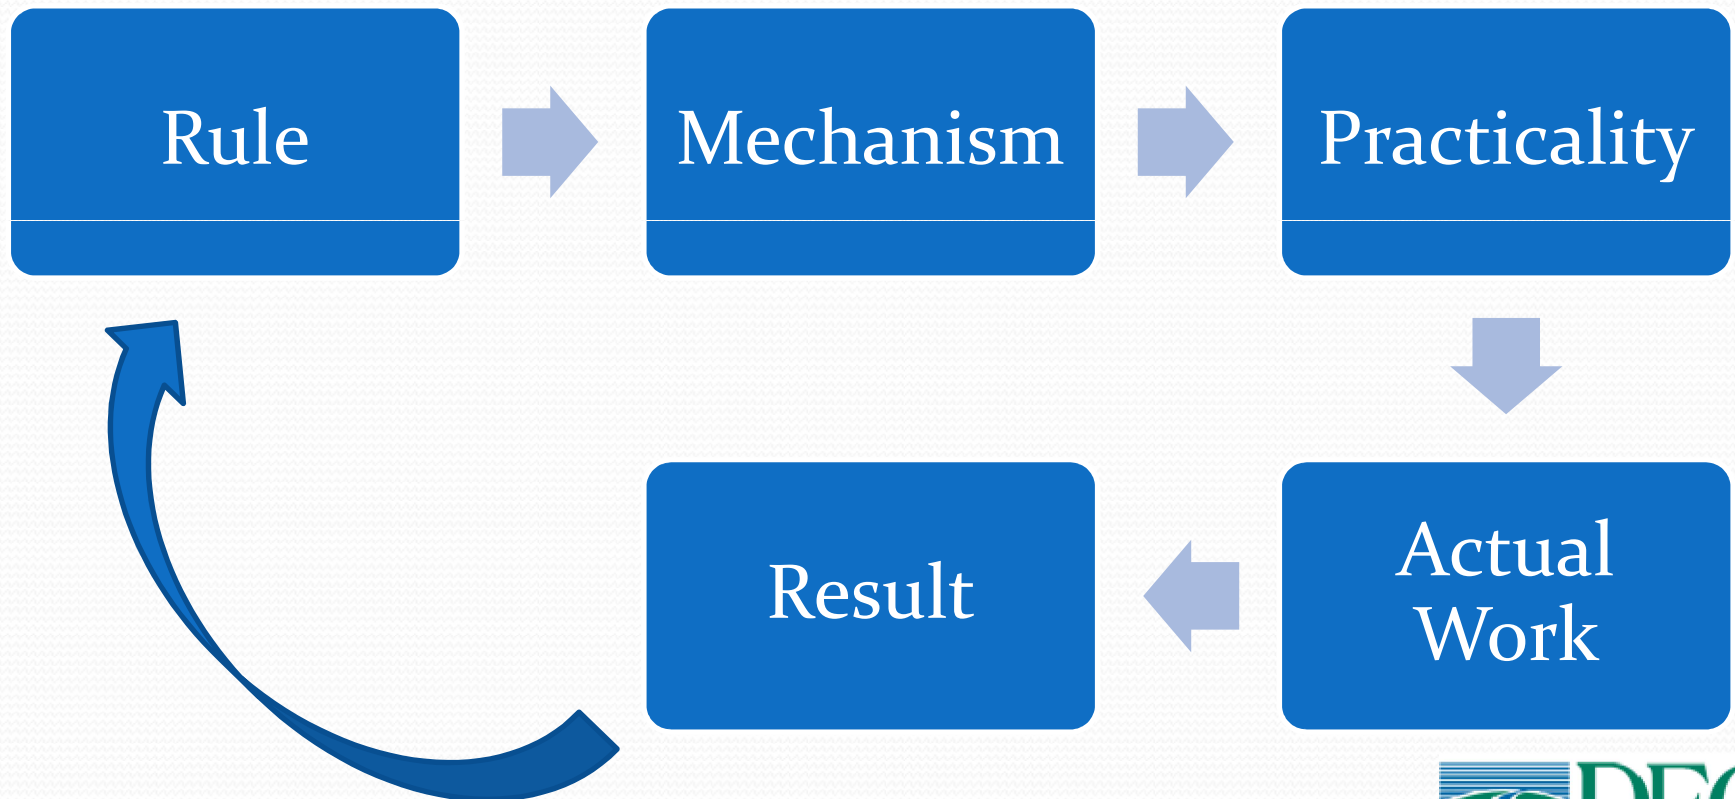 Rule
Mechanism
Practicality
Actual
Work
Result